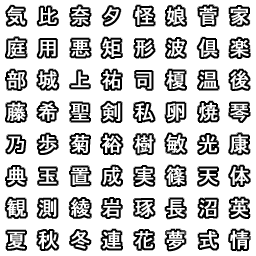 気比奈夕怪娘菅家
庭用悪矩形波倶楽
部城上祐司榎温後
藤希聖剣私卵焼琴
乃歩菊裕樹敏光康
典玉置成実篠天休
観測綾岩琢長沼英
夏秋冬連花夢式情